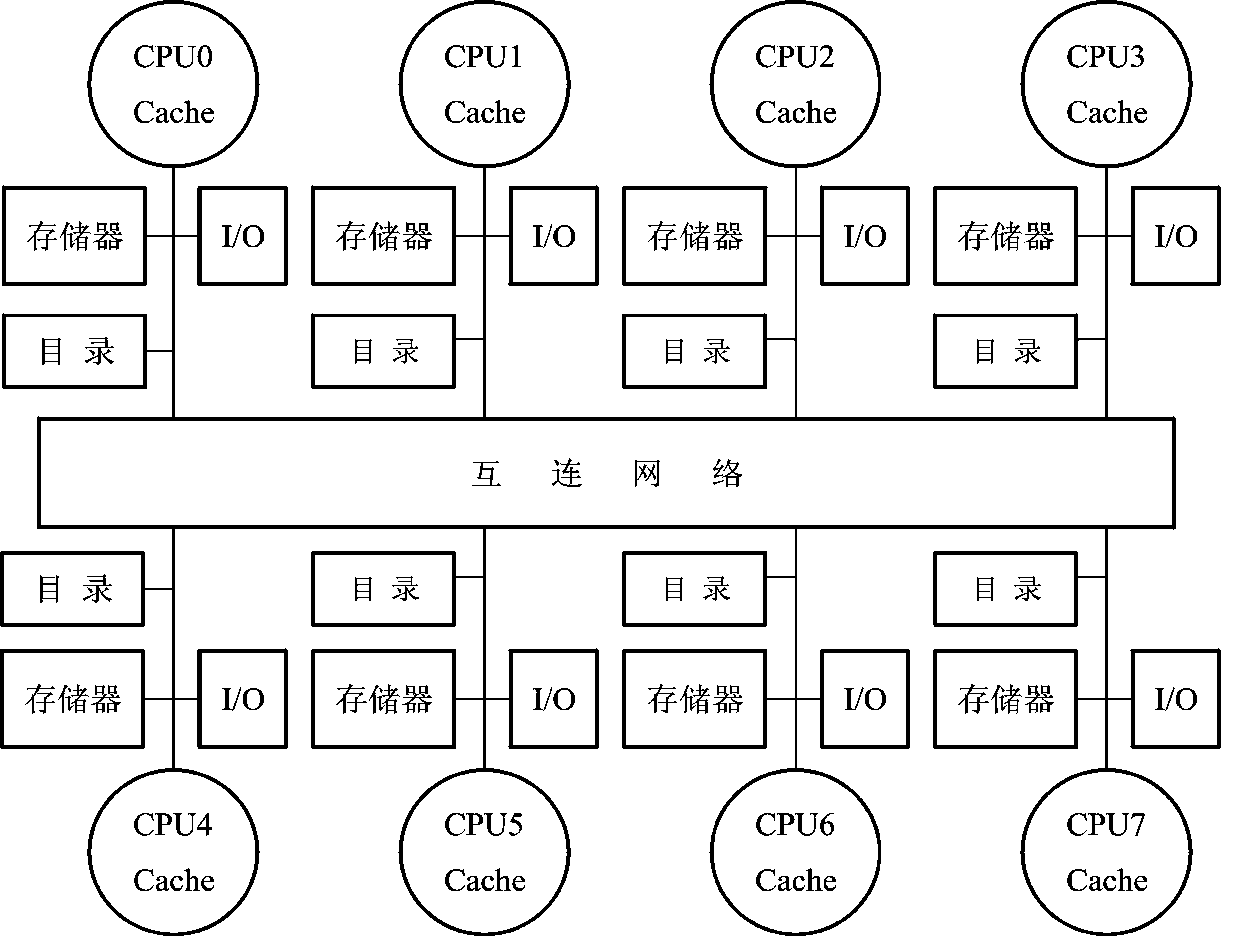 CPU0
Cache
CPU1
Cache
CPU2
Cache
CPU3
Cache
存储器
I/O
存储器
I/O
存储器
I/O
存储器
I/O
目 录
目 录
目 录
目 录
互 连 网 络
目 录
目 录
目 录
目 录
存储器
I/O
存储器
I/O
存储器
I/O
存储器
I/O
CPU4
Cache
CPU5
Cache
CPU6
Cache
CPU7
Cache